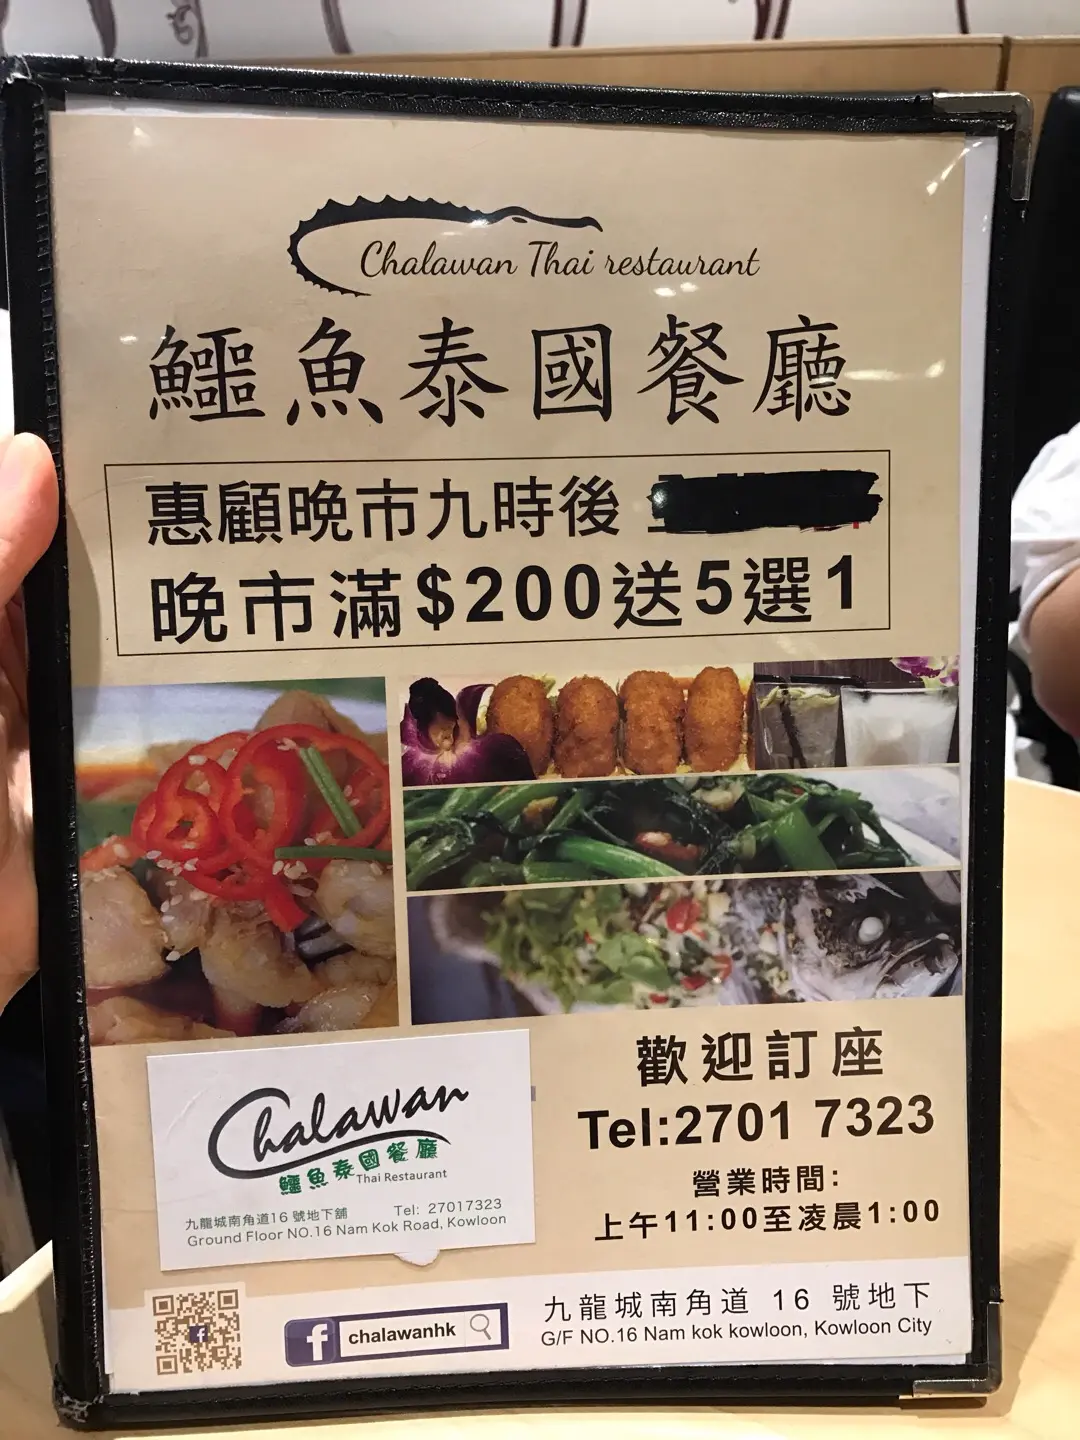 Chalawan Thai restaurant
鱷魚泰國餐廳
惠顧晚市九時後
晚市滿$200送5選1
歡迎訂座
Tel:2701 7323
營業時間:
上午11:00至凌晨1:00
Chalawan
鱷魚泰國餐廳
Thai Restaurant
九龍城南角道16號地下舖 Tel: 27017323
Ground Floor NO.16 Nam Kok Road, Kowloon
f chalawanhk
九龍城南角道 16 號地下
G/F NO.16 Nam kok kowloon, Kowloon City